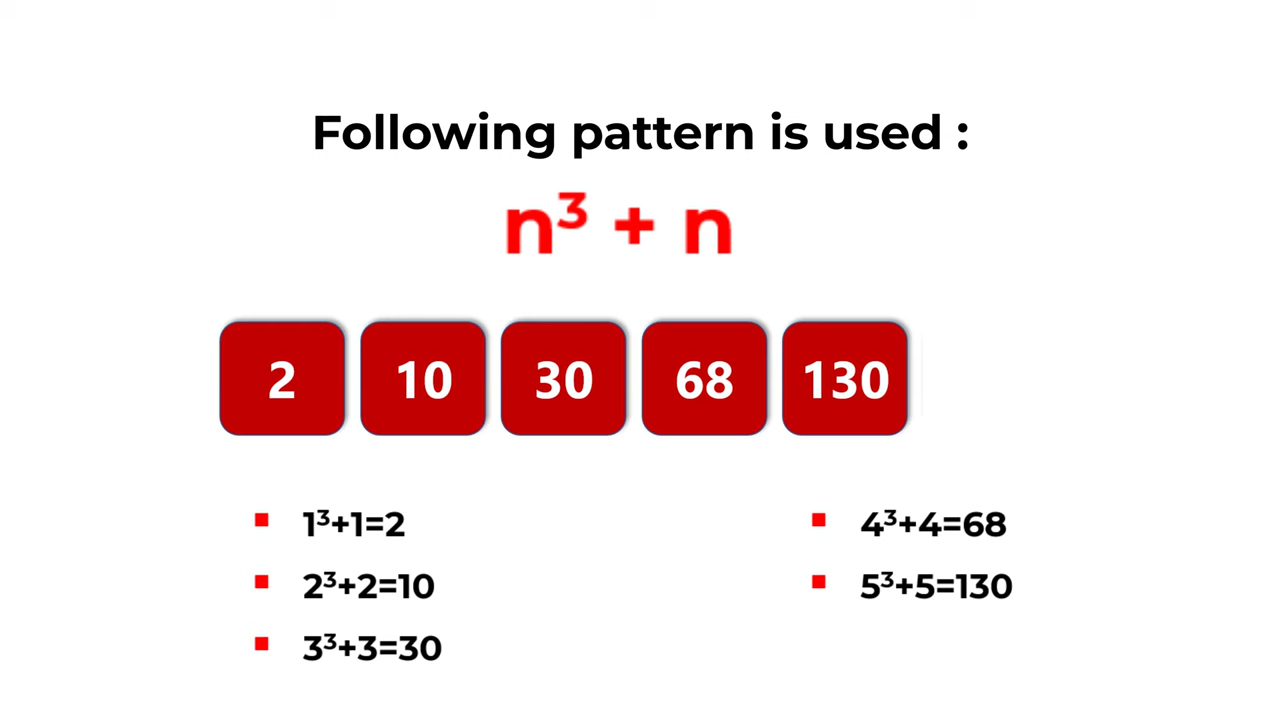 Following pattern is used :
n³ + n
2 10 30 68 130
1³+1=2
2³+2=10
3³+3=30
4³+4=68
5³+5=130